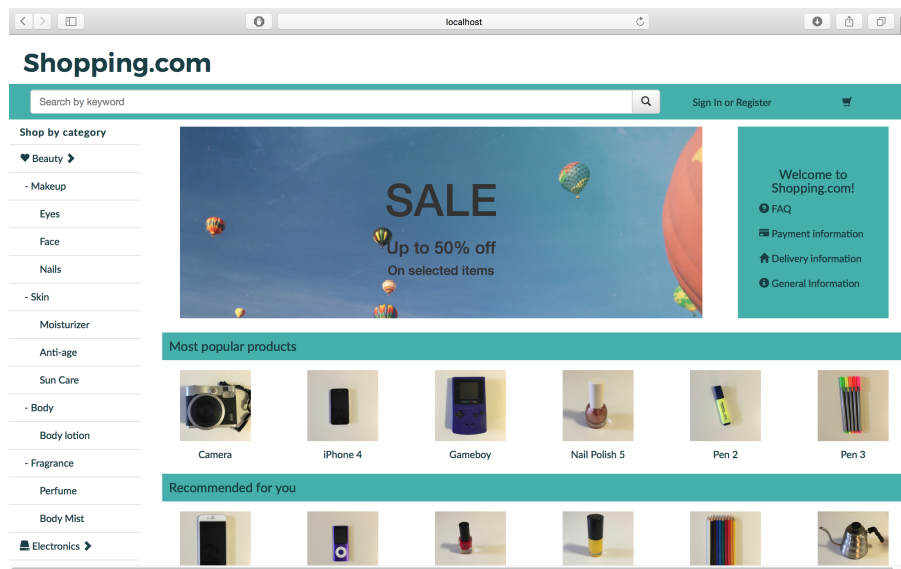 localhost
Shopping.com
Search by keyword
Sign In or Register
Shop by category
Beauty
- Makeup
Eyes
Face
Nails
- Skin
Moisturizer
Anti-age
Sun Care
- Body
Body lotion
- Fragrance
Perfume
Body Mist
Electronics
SALE
Up to 50% off
On selected items
Welcome to
Shopping.com!
FAQ
Payment information
Delivery information
General Information
Most popular products
Camera
iPhone 4
Gameboy
Nail Polish 5
Pen 2
Pen 3
Recommended for you